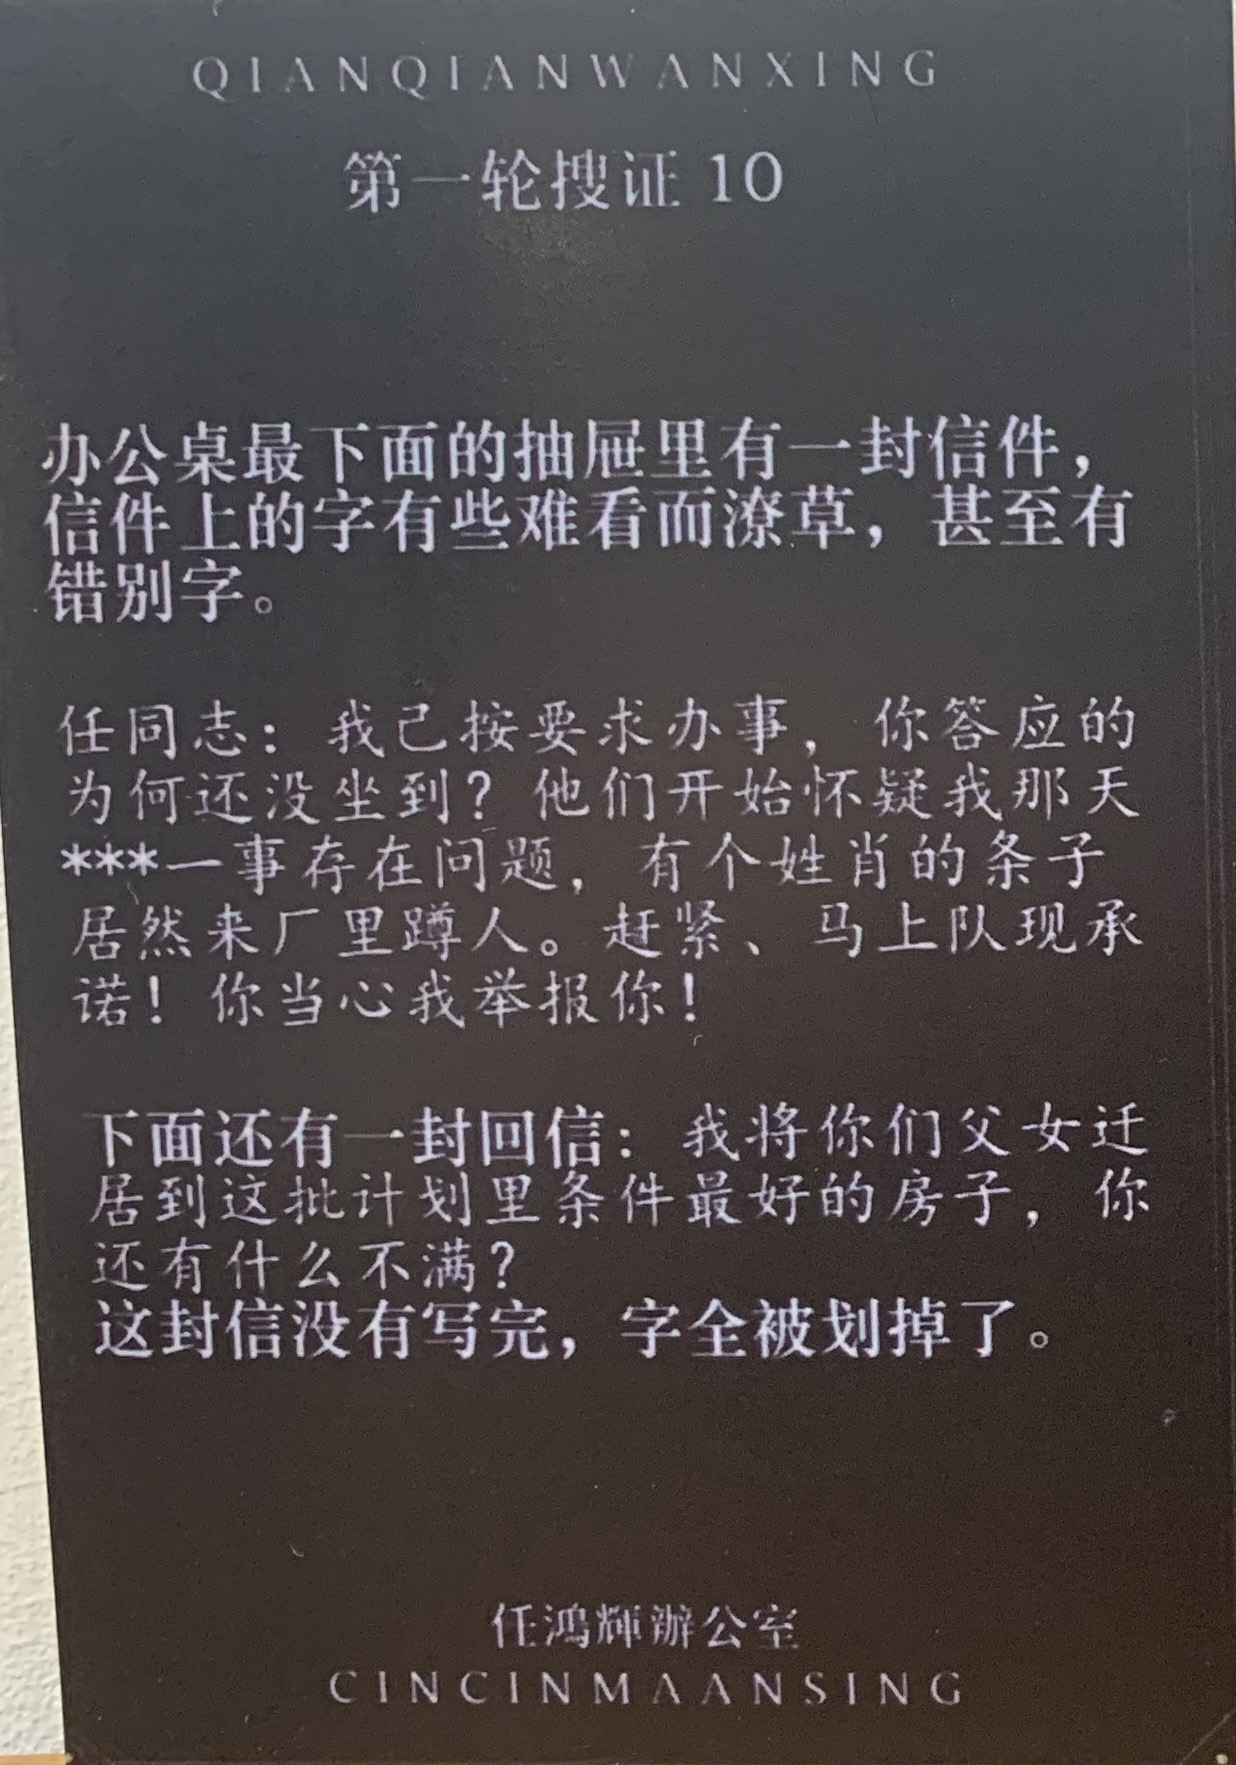 QIANQIANWANXING
第一轮搜证 10
办公桌最下面的抽屉里有一封信件，
信件上的字有些难看而潦草，甚至有
错别字。
任同志：我己按要求办事，你答应的
为何还没坐到？他们开始怀疑我那天
***一事存在问题，有个姓肖的条子
居然来厂里蹲人。赶紧、马上队现承
诺！你当心我举报你！
下面还有一封回信：我将你们父女迁
居到这批计划里条件最好的房子，你
还有什么不满？
这封信没有写完，字全被划掉了。
任鴻輝辦公室
CINCINMAANSING